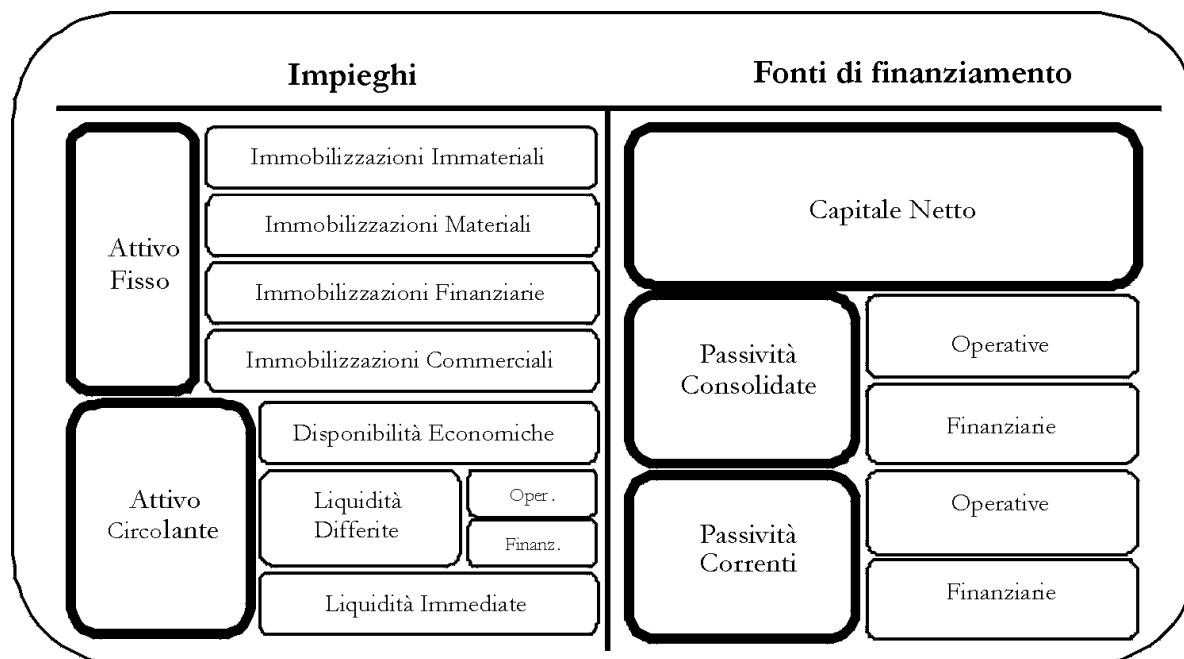 Impieghi
Fonti di finanziamento
Attivo
Fisso
Immobilizzazioni Immateriali
Immobilizzazioni Materiali
Immobilizzazioni Finanziarie
Immobilizzazioni Commerciali
Attivo
Circolante
Disponibilità Economiche
Liquidità
Differite
Oper.
Finanz.
Liquidità Immediate
Capitale Netto
Passività
Consolidate
Operative
Finanziarie
Passività
Correnti
Operative
Finanziarie